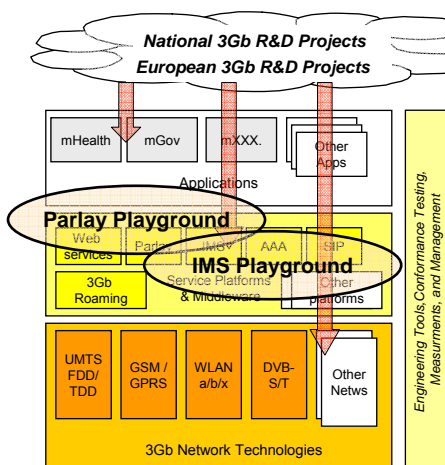 National 3Gb R&D Projects
European 3Gb R&D Projects
mHealth
mGov
mXXX.
Other
Apps
Applications
Parlay Playground
Web
services
Parlay
IMSV
AAA
SIP
IMS Playground
3Gb
Roaming
Service Platforms
& Middleware
Other
platforms
UMTS
FDD/
TDD
GSM /
GPRS
WLAN
a/b/x
DVB-
S/T
Other
Netws
3Gb Network Technologies
Engineering Tools,Conformance Testing,
Measurments, and Management